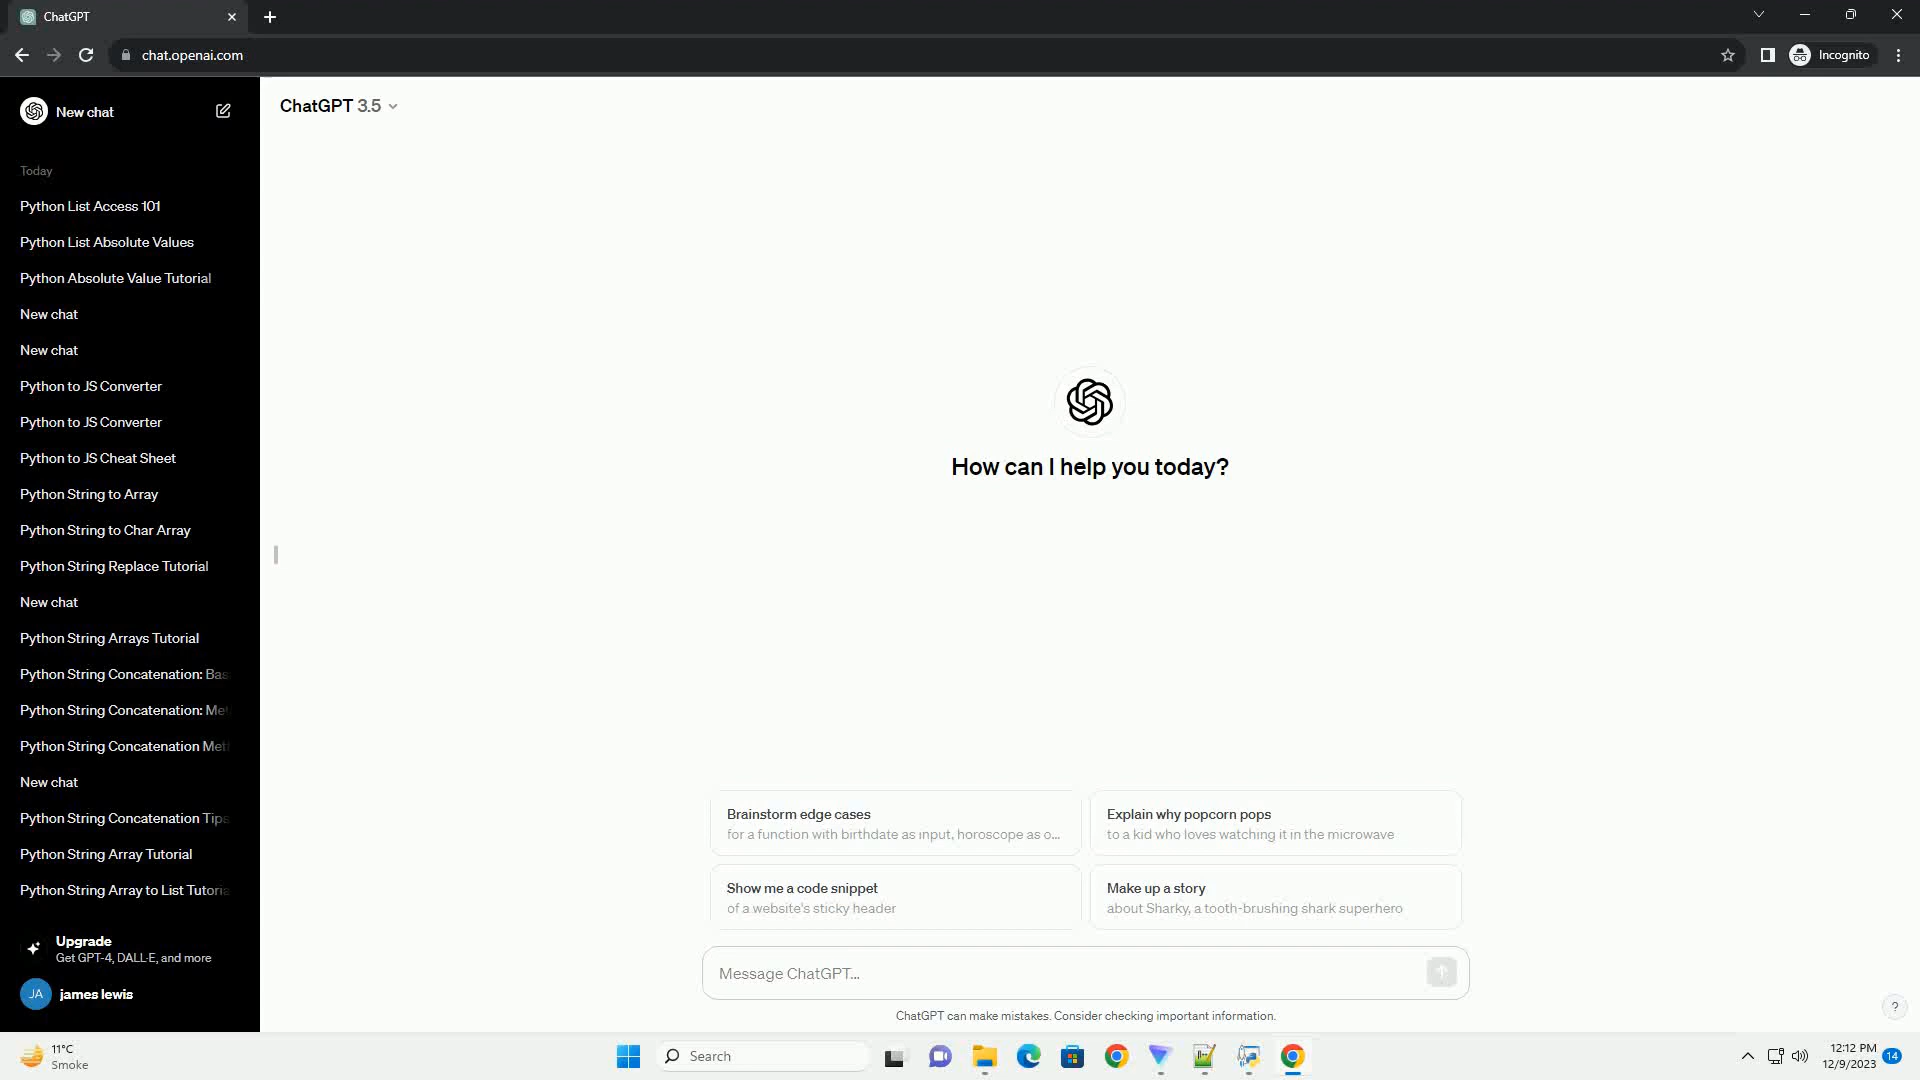 ChatGPT
chat.openai.com
Incognito
New chat
Today
Python List Access 101
Python List Absolute Values
Python Absolute Value Tutorial
New chat
New chat
Python to JS Converter
Python to JS Converter
Python to JS Cheat Sheet
Python String to Array
Python String to Char Array
Python String Replace Tutorial
New chat
Python String Arrays Tutorial
Python String Concatenation: Bas
Python String Concatenation: Met
Python String Concatenation Meth
New chat
Python String Concatenation Tips
Python String Array Tutorial
Python String Array to List Tutoria
Upgrade
Get GPT-4, DALL·E, and more
JA
james lewis
ChatGPT 3.5
How can I help you today?
Brainstorm edge cases
for a function with birthdate as input, horoscope as o...
Explain why popcorn pops
to a kid who loves watching it in the microwave
Show me a code snippet
of a website's sticky header
Make up a story
about Sharky, a tooth-brushing shark superhero
Message ChatGPT...
ChatGPT can make mistakes. Consider checking important information.
?
11°C
Smoke
Search
12:12 PM
12/9/2023
14